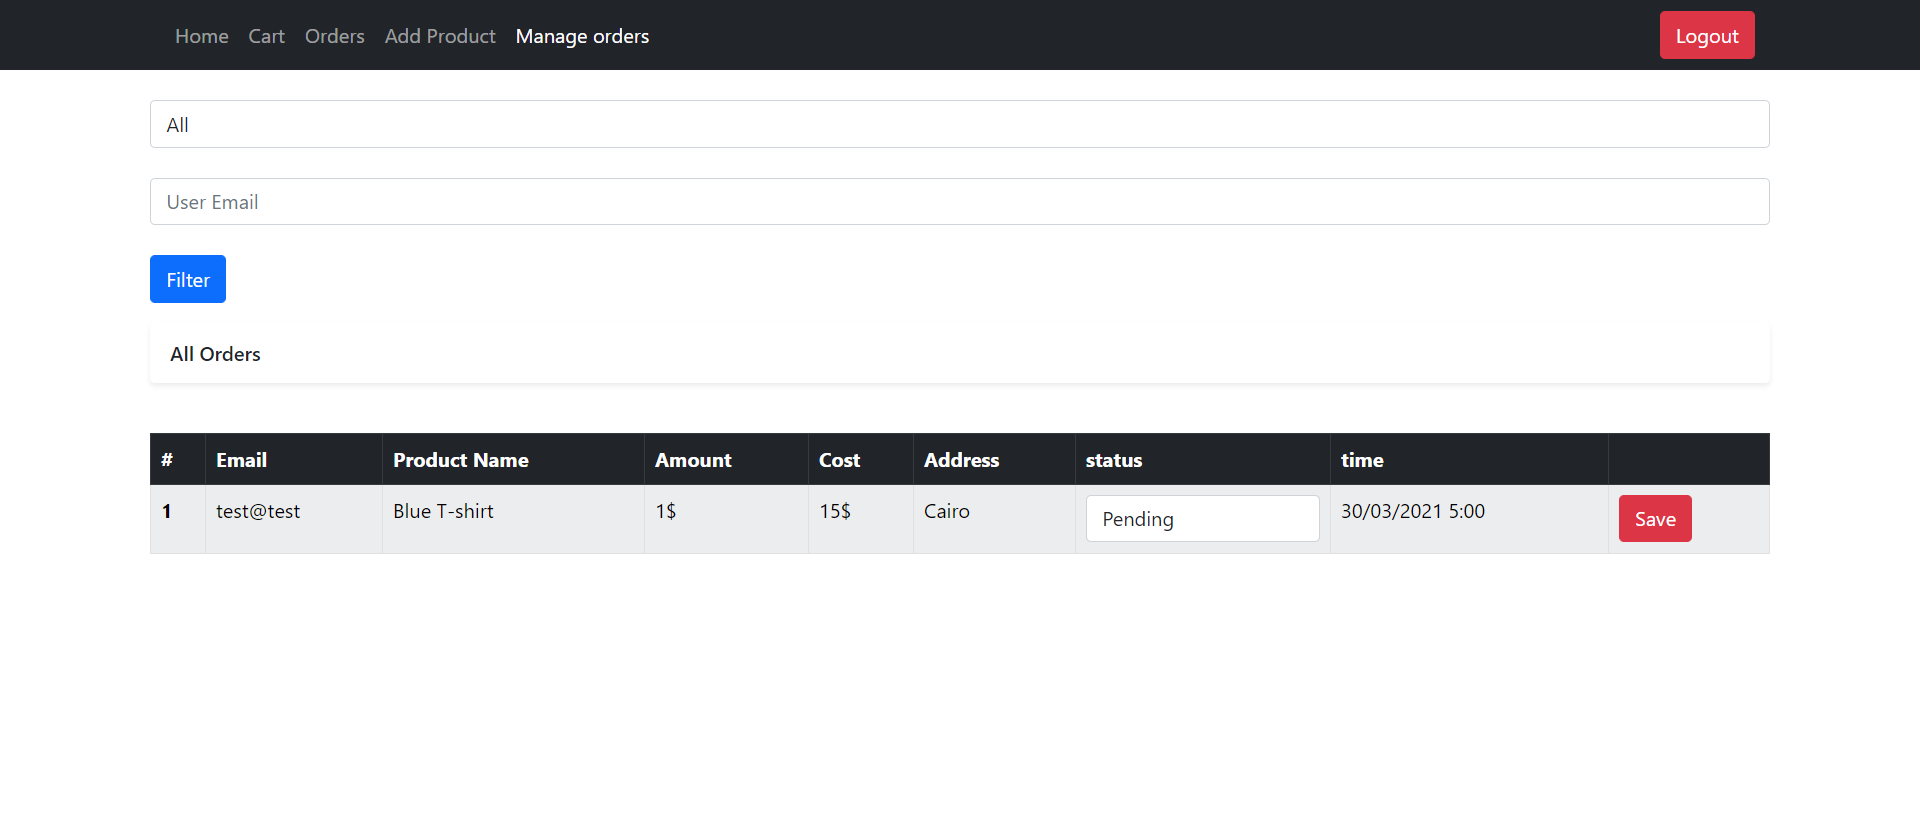 Home Cart Orders Add Product Manage orders Logout
All
User Email
Filter
All Orders
# Email Product Name Amount Cost Address status time
1 test@test Blue T-shirt 1$ 15$ Cairo Pending 30/03/2021 5:00 Save